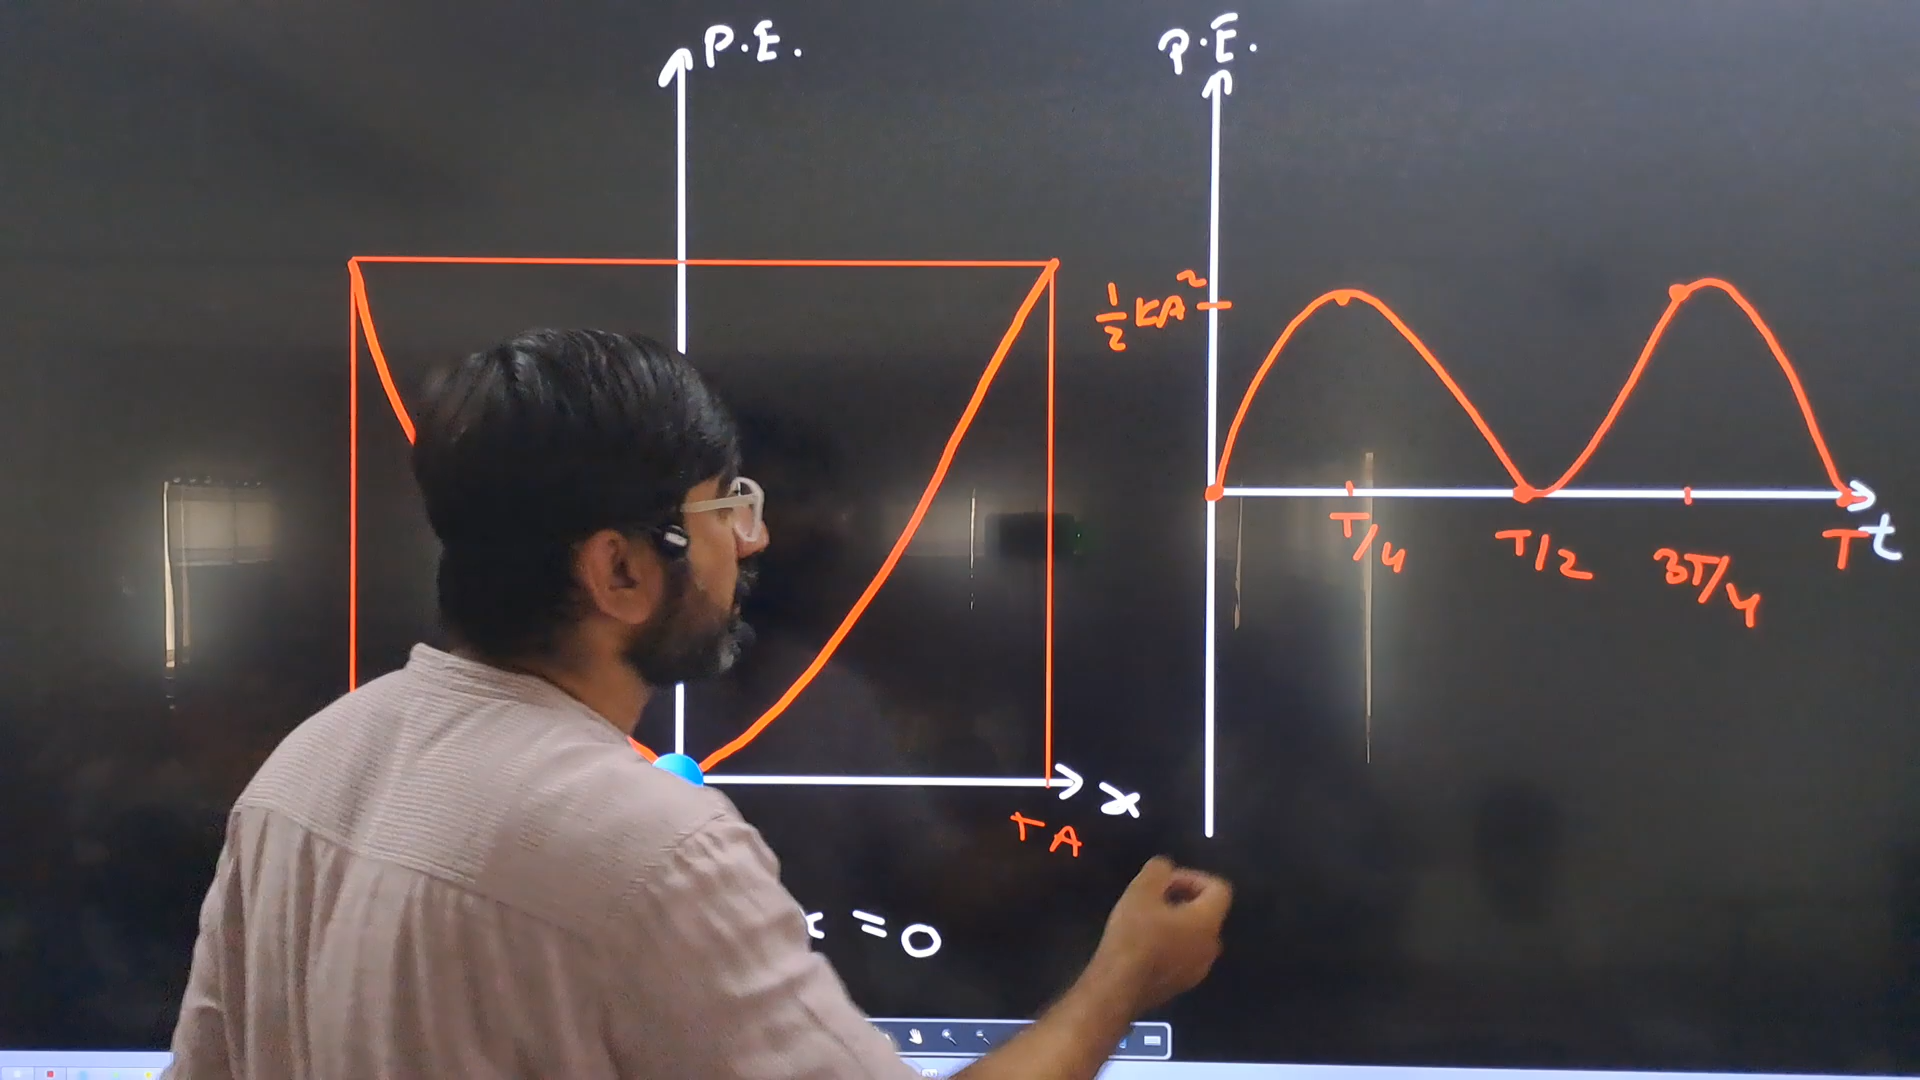 P.E.
P.E.
½KA²
T/4
T/2
3T/4
T
t
x
+A
x = 0